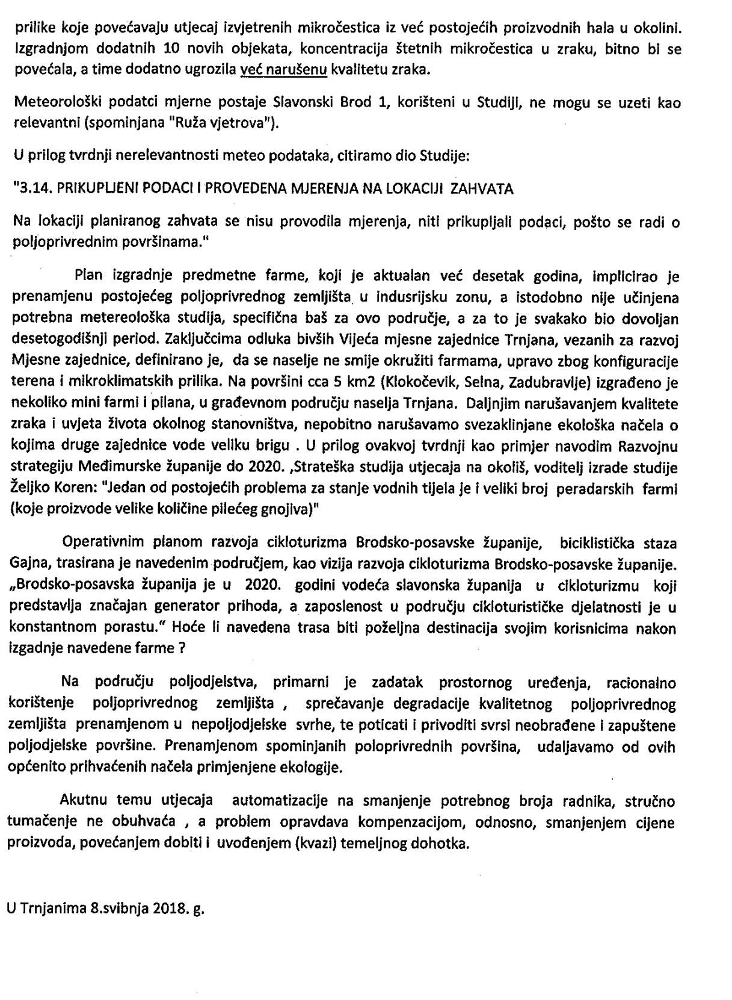 prilike koje povećavaju utjecaj izvjetrenih mikročestica iz već postojećih proizvodnih hala u okolini.
Izgradnjom dodatnih 10 novih objekata, koncentracija štetnih mikročestica u zraku, bitno bi se
povećala, a time dodatno ugrozila već narušenu kvalitetu zraka.
Meteorološki podatci mjerne postaje Slavonski Brod 1, korišteni u Studiji, ne mogu se uzeti kao
relevantni (spominjana "Ruža vjetrova").
U prilog tvrdnji nerelevantnosti meteo podataka, citiramo dio Studije:
"3.14. PRIKUPLJENI PODACI I PROVEDENA MJERENJA NA LOKACIJI ZAHVATA
Na lokaciji planiranog zahvata se nisu provodila mjerenja, niti prikupljali podaci, pošto se radi o
poljoprivrednim površinama."
Plan izgradnje predmetne farme, koji je aktualan već desetak godina, implicirao je
prenamjenu postojećeg poljoprivrednog zemljišta u indusrijsku zonu, a istodobno nije učinjena
potrebna metereološka studija, specifična baš za ovo područje, a za to je svakako bio dovoljan
desetogodišnji period. Zaključcima odluka bivših Vijeća mjesne zajednice Trnjana, vezanih za razvoj
Mjesne zajednice, definirano je, da se naselje ne smije okružiti farmama, upravo zbog konfiguracije
terena i mikroklimatskih prilika. Na površini cca 5 km2 (Klokočevik, Selna, Zadubravlje) izgrađeno je
nekoliko mini farmi i pilana, u građevnom području naselja Trnjana. Daljnjim narušavanjem kvalitete
zraka i uvjeta života okolnog stanovništva, nepobitno narušavamo svezaklinjane ekološka načela o
kojima druge zajednice vode veliku brigu . U prilog ovakvoj tvrdnji kao primjer navodim Razvojnu
strategiju Međimurske županije do 2020. ,Strateška studija utjecaja na okoliš, voditelj izrade studije
Željko Koren: "Jedan od postojećih problema za stanje vodnih tijela je i veliki broj peradarskih farmi
(koje proizvode velike količine pilećeg gnojiva)"
Operativnim planom razvoja cikloturizma Brodsko-posavske županije, biciklistička staza
Gajna, trasirana je navedenim područjem, kao vizija razvoja cikloturizma Brodsko-posavske županije.
„Brodsko-posavska županija je u 2020. godini vodeća slavonska županija u cikloturizmu koji
predstavlja značajan generator prihoda, a zaposlenost u području cikloturističke djelatnosti je u
konstantnom porastu.“ Hoće li navedena trasa biti poželjna destinacija svojim korisnicima nakon
izgadnje navedene farme ?
Na području poljodjelstva, primarni je zadatak prostornog uređenja, racionalno
korištenje poljoprivrednog zemljišta , sprečavanje degradacije kvalitetnog poljoprivrednog
zemljišta prenamjenom u nepoljodjelske svrhe, te poticati i privoditi svrsi neobrađene i zapuštene
poljodjelske površine. Prenamjenom spominjanih poloprivrednih površina, udaljavamo od ovih
općenito prihvaćenih načela primjenjene ekologije.
Akutnu temu utjecaja automatizacije na smanjenje potrebnog broja radnika, stručno
tumačenje ne obuhvaća , a problem opravdava kompenzacijom, odnosno, smanjenjem cijene
proizvoda, povećanjem dobiti i uvođenjem (kvazi) temeljnog dohotka.
U Trnjanima 8.svibnja 2018. g.